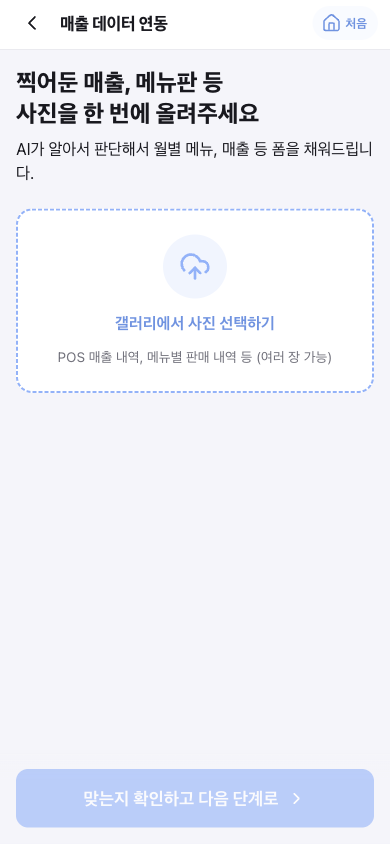 매출 데이터 연동
처음
찍어둔 매출, 메뉴판 등
사진을 한 번에 올려주세요
AI가 알아서 판단해서 월별 메뉴, 매출 등 폼을 채워드립니
다.
갤러리에서 사진 선택하기
POS 매출 내역, 메뉴별 판매 내역 등 (여러 장 가능)
맞는지 확인하고 다음 단계로